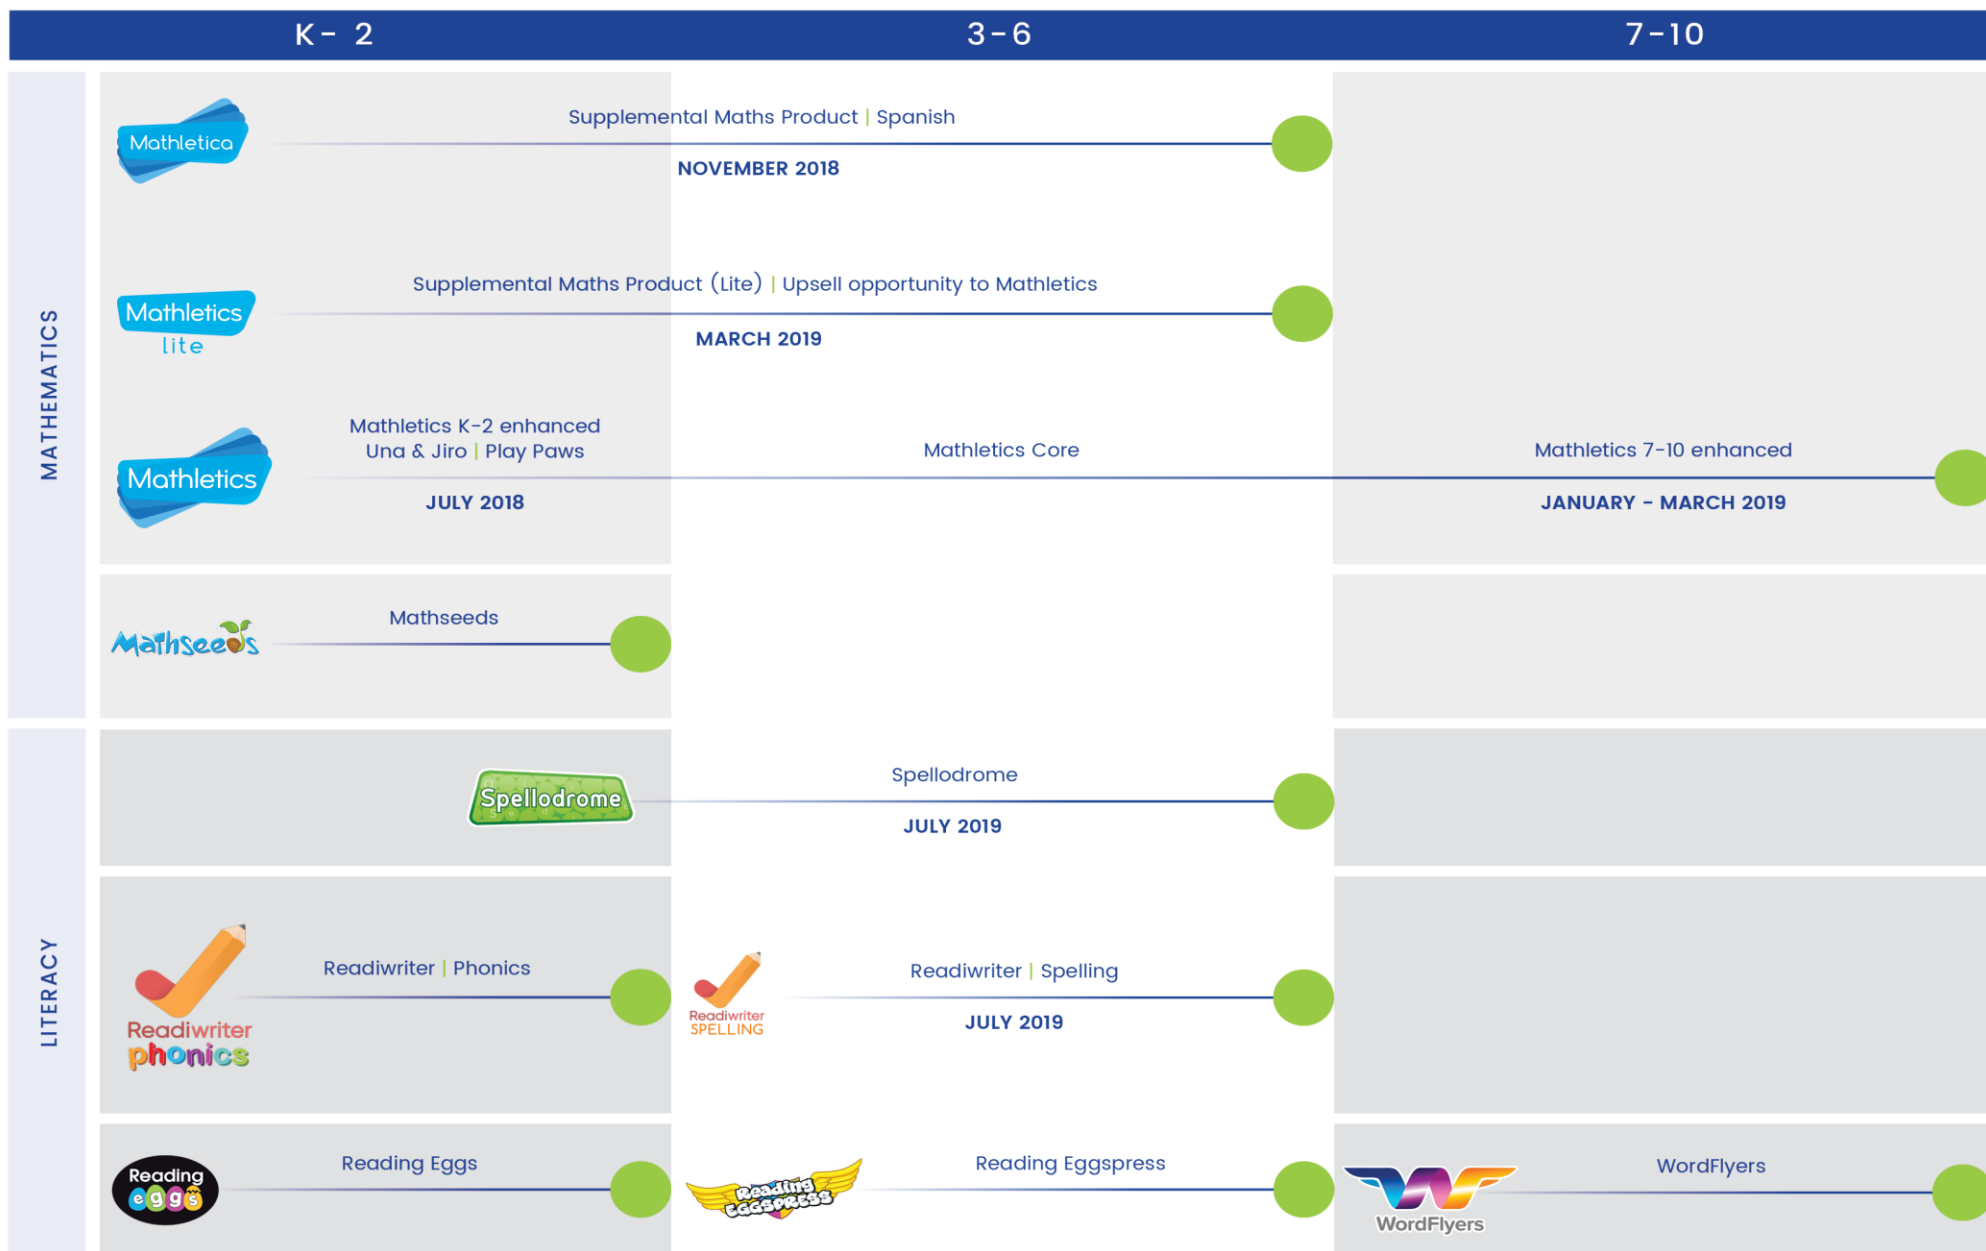 K- 2
3-6
7-10
MATHEMATICS
Mathletica
Supplemental Maths Product | Spanish
NOVEMBER 2018
Mathletics
lite
Supplemental Maths Product (Lite) | Upsell opportunity to Mathletics
MARCH 2019
Mathletics
Mathletics K-2 enhanced
Una & Jiro | Play Paws
JULY 2018
Mathletics Core
Mathletics 7-10 enhanced
JANUARY - MARCH 2019
Mathseeds
Mathseeds
LITERACY
Spellodrome
Spellodrome
JULY 2019
Readiwriter
phonics
Readiwriter | Phonics
Readiwriter
SPELLING
Readiwriter | Spelling
JULY 2019
Reading
eggs
Reading Eggs
Reading
EGGSPRESS
Reading Eggspress
WordFlyers
WordFlyers